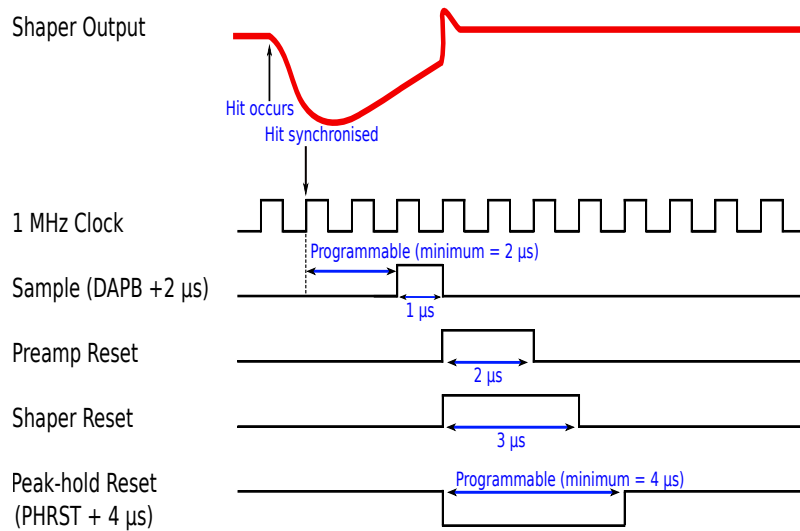 Shaper Output
Hit occurs
Hit synchronised
1 MHz Clock
Programmable (minimum = 2 µs)
Sample (DAPB +2 µs)
1 µs
Preamp Reset
2 µs
Shaper Reset
3 µs
Peak-hold Reset
(PHRST + 4 µs)
Programmable (minimum = 4 µs)